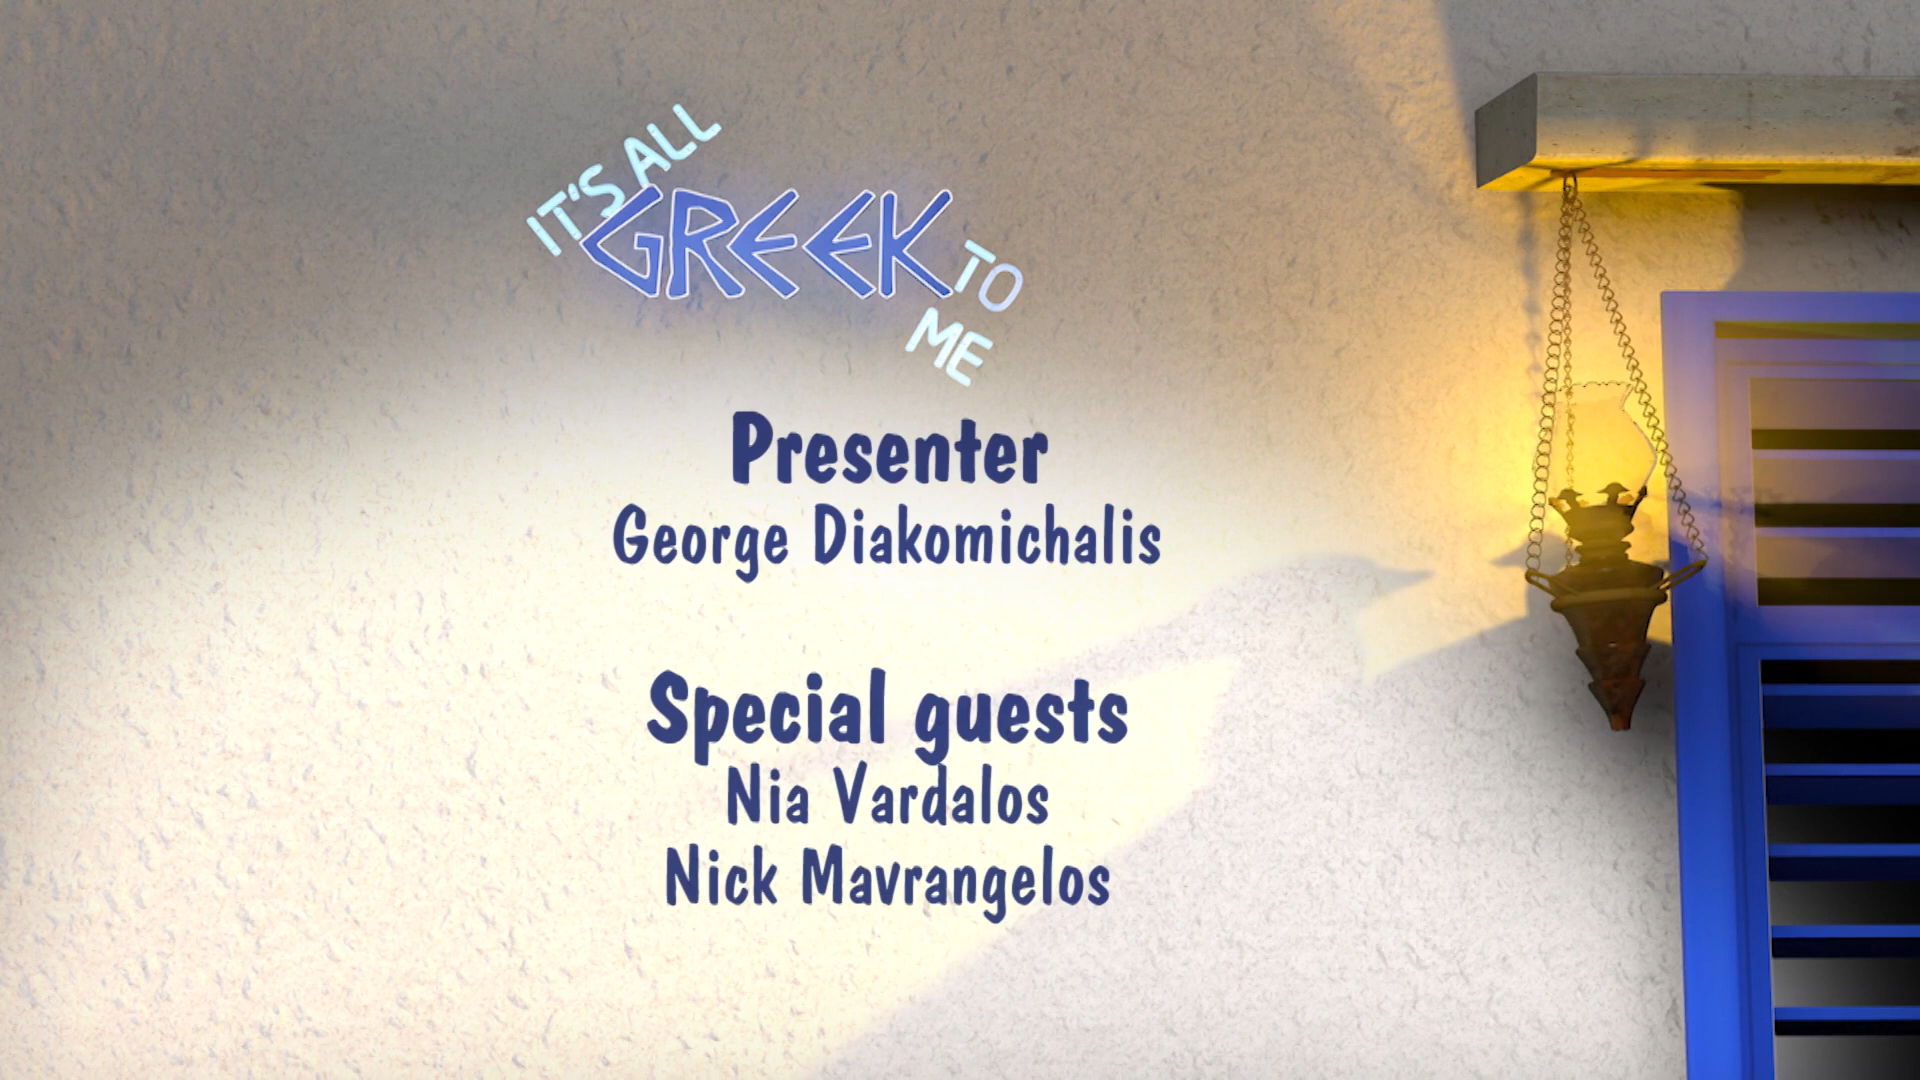 IT'S ALL
GREEK
TO
ME
Presenter
George Diakomichalis
Special guests
Nia Vardalos
Nick Mavrangelos